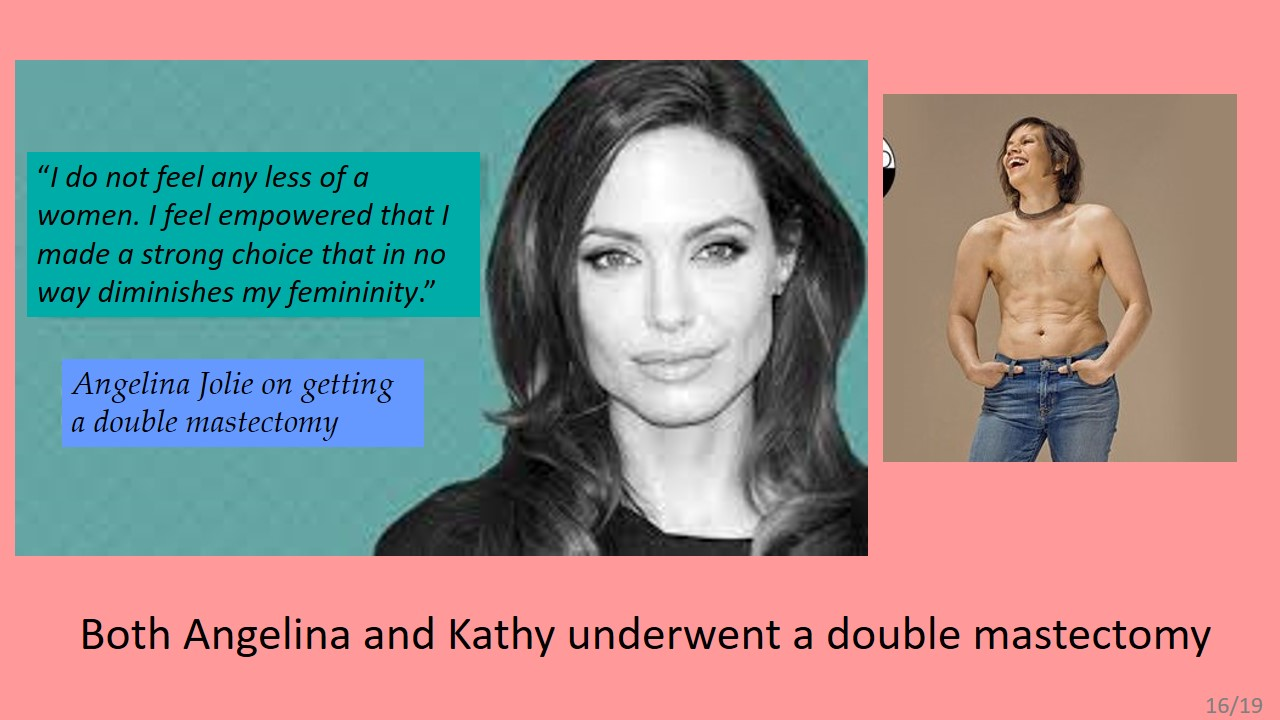 “I do not feel any less of a
women. I feel empowered that I
made a strong choice that in no
way diminishes my femininity.”
Angelina Jolie on getting
a double mastectomy
Both Angelina and Kathy underwent a double mastectomy
16/19